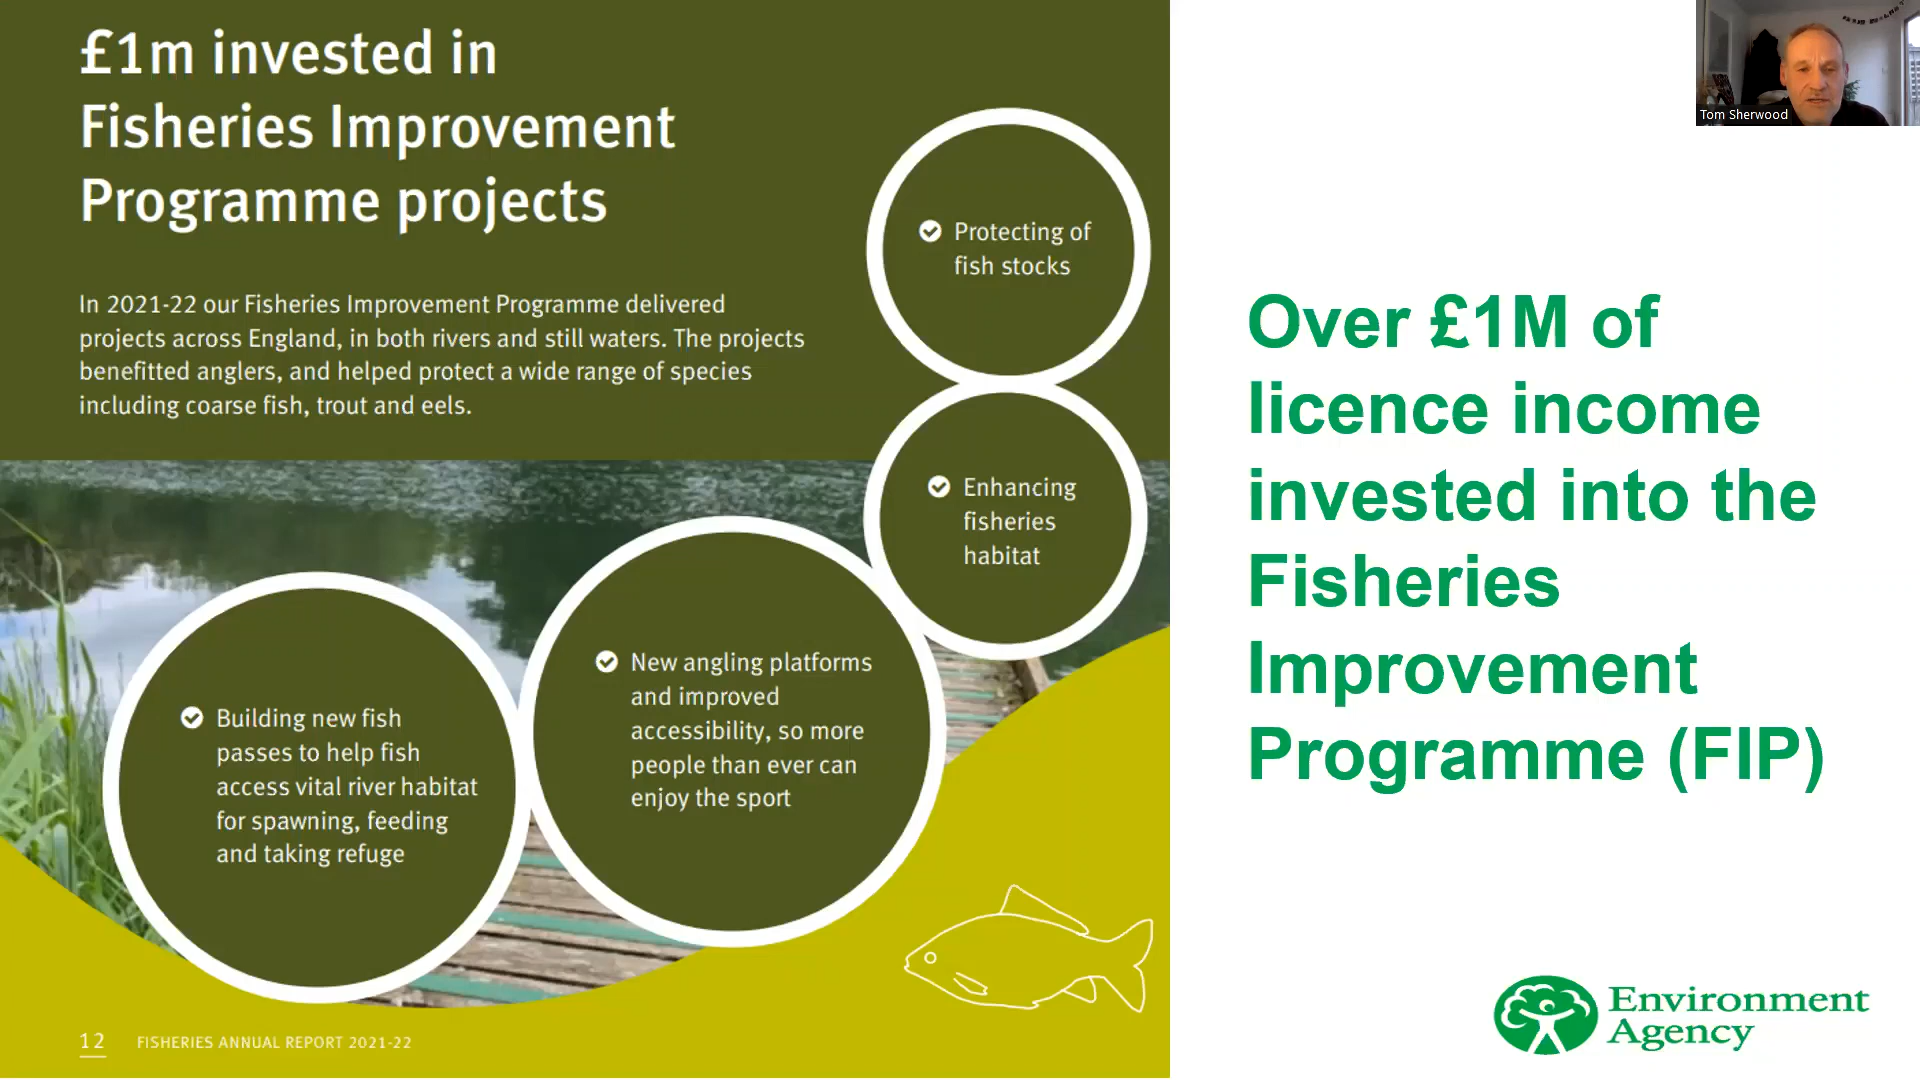 £1m invested in
Fisheries Improvement
Programme projects
In 2021-22 our Fisheries Improvement Programme delivered
projects across England, in both rivers and still waters. The projects
benefitted anglers, and helped protect a wide range of species
including coarse fish, trout and eels.
Protecting of
fish stocks
Enhancing
fisheries
habitat
New angling platforms
and improved
accessibility, so more
people than ever can
enjoy the sport
Building new fish
passes to help fish
access vital river habitat
for spawning, feeding
and taking refuge
12 FISHERIES ANNUAL REPORT 2021-22
Tom Sherwood
Over £1M of
licence income
invested into the
Fisheries
Improvement
Programme (FIP)
Environment
Agency